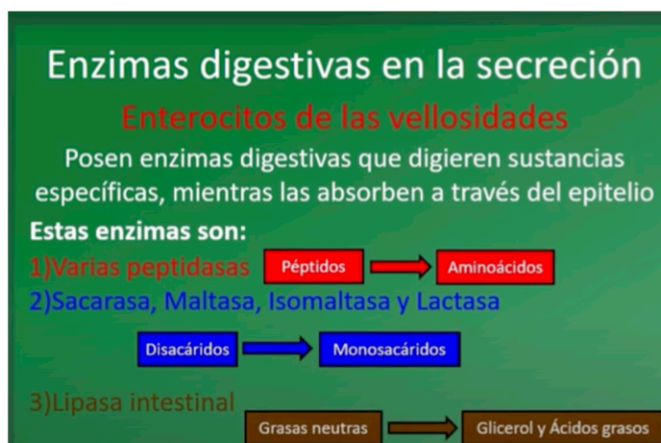 Enzimas digestivas en la secreción
Enterocitos de las vellosidades
Posen enzimas digestivas que digieren sustancias
específicas, mientras las absorben a través del epitelio
Estas enzimas son:
1)Varias peptidasas Péptidos Aminoácidos
2)Sacarasa, Maltasa, Isomaltasa y Lactasa
Disacáridos Monosacáridos
3)Lipasa intestinal
Grasas neutras Glicerol y Ácidos grasos